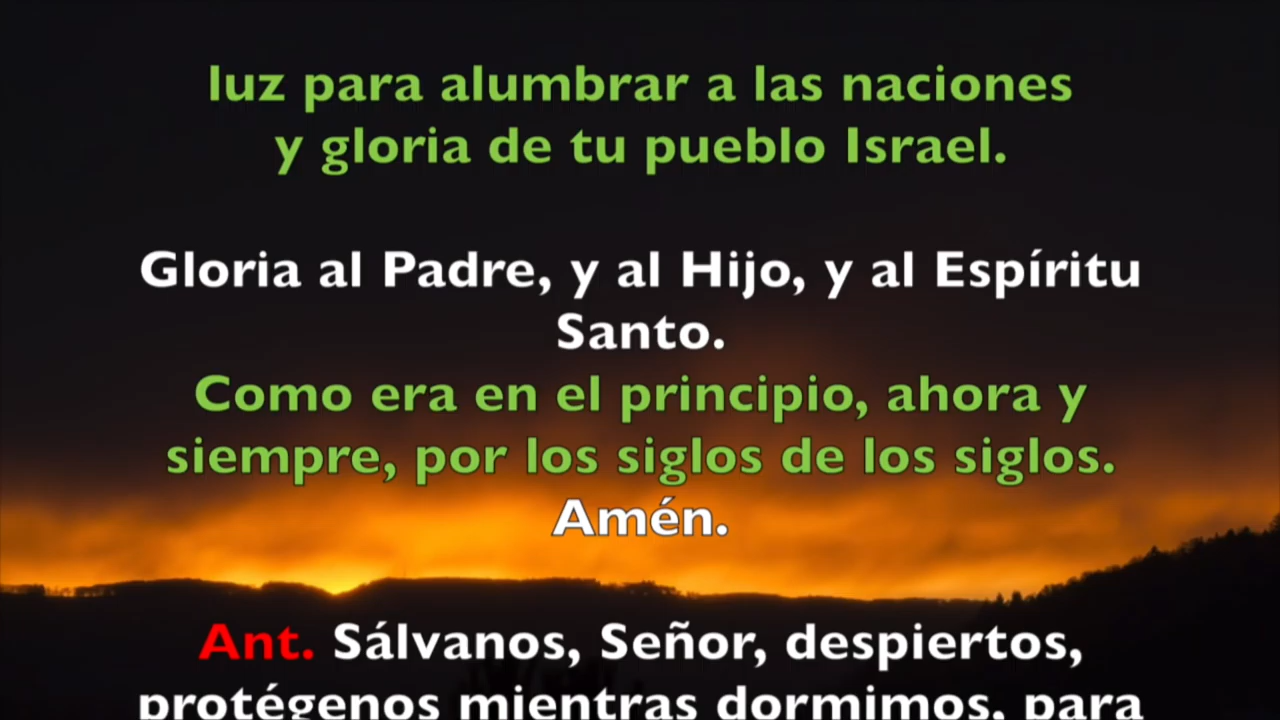 luz para alumbrar a las naciones
y gloria de tu pueblo Israel.
Gloria al Padre, y al Hijo, y al Espíritu
Santo.
Como era en el principio, ahora y
siempre, por los siglos de los siglos.
Amén.
Ant. Sálvanos, Señor, despiertos,
protégenos mientras dormimos, para